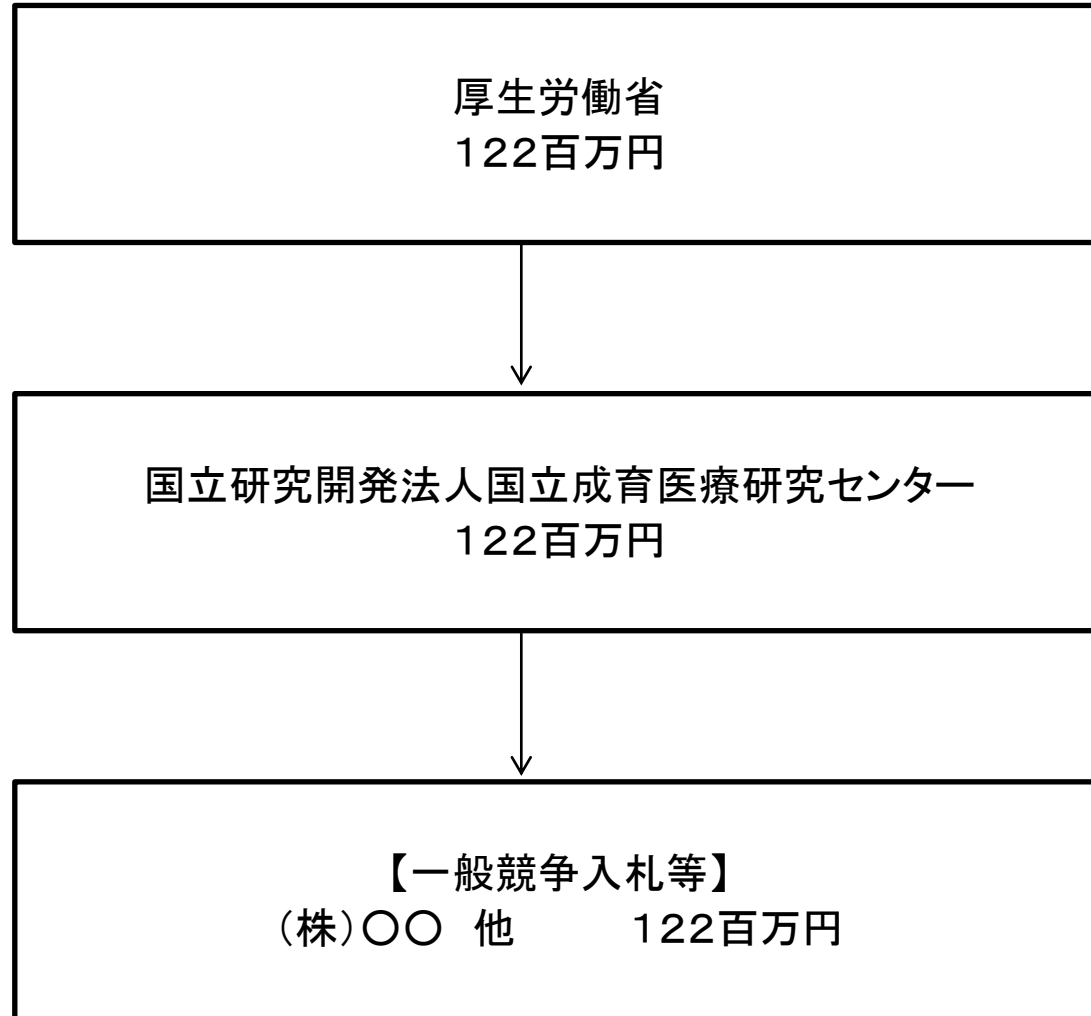 厚生労働省
122百万円
国立研究開発法人国立成育医療研究センター
122百万円
【一般競争入札等】
(株)〇〇 他　　122百万円